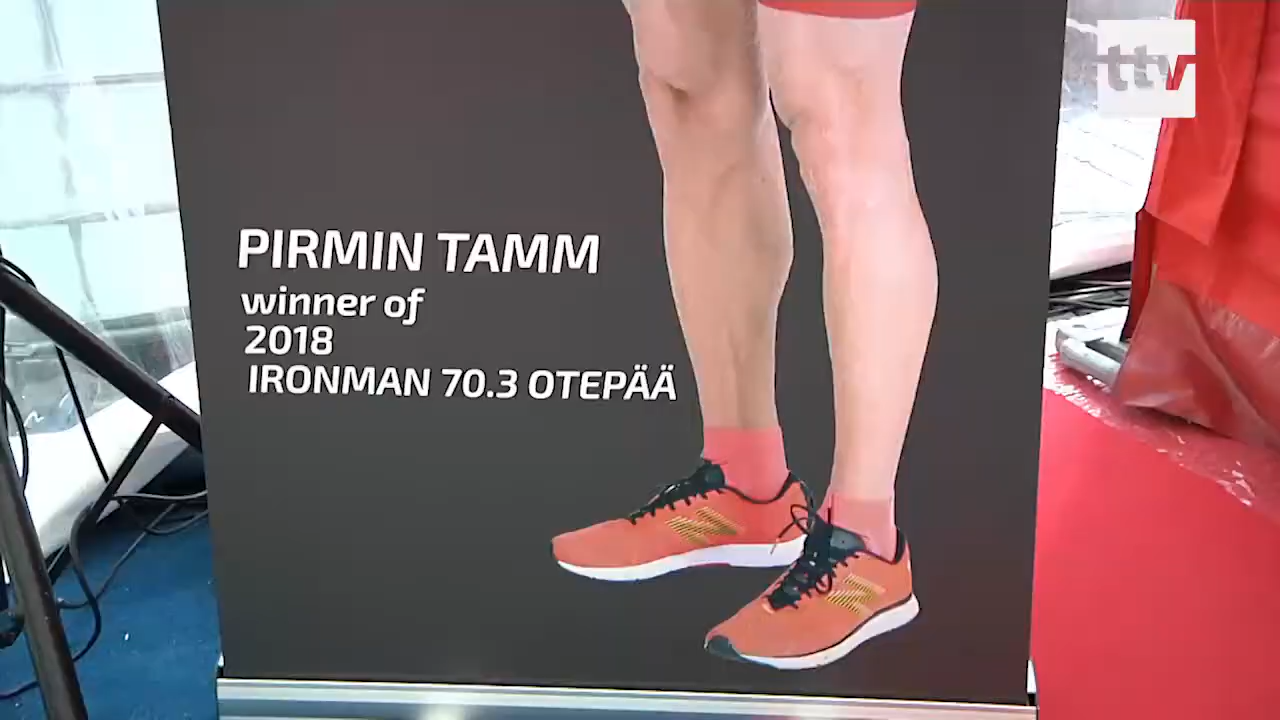 ttv
PIRMIN TAMM
winner of
2018
IRONMAN 70.3 OTEPÄÄ